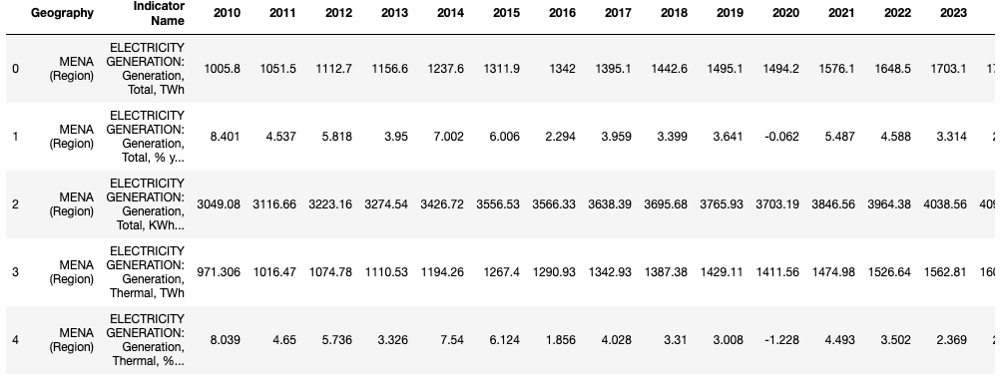 Geography Indicator Name 2010 2011 2012 2013 2014 2015 2016 2017 2018 2019 2020 2021 2022 2023
0 MENA (Region) ELECTRICITY GENERATION: Generation, Total, TWh 1005.8 1051.5 1112.7 1156.6 1237.6 1311.9 1342 1395.1 1442.6 1495.1 1494.2 1576.1 1648.5 1703.1
1 MENA (Region) ELECTRICITY GENERATION: Generation, Total, % y... 8.401 4.537 5.818 3.95 7.002 6.006 2.294 3.959 3.399 3.641 -0.062 5.487 4.588 3.314
2 MENA (Region) ELECTRICITY GENERATION: Generation, Total, KWh... 3049.08 3116.66 3223.16 3274.54 3426.72 3556.53 3566.33 3638.39 3695.68 3765.93 3703.19 3846.56 3964.38 4038.56
3 MENA (Region) ELECTRICITY GENERATION: Generation, Thermal, TWh 971.306 1016.47 1074.78 1110.53 1194.26 1267.4 1290.93 1342.93 1387.38 1429.11 1411.56 1474.98 1526.64 1562.81
4 MENA (Region) ELECTRICITY GENERATION: Generation, Thermal, %... 8.039 4.65 5.736 3.326 7.54 6.124 1.856 4.028 3.31 3.008 -1.228 4.493 3.502 2.369